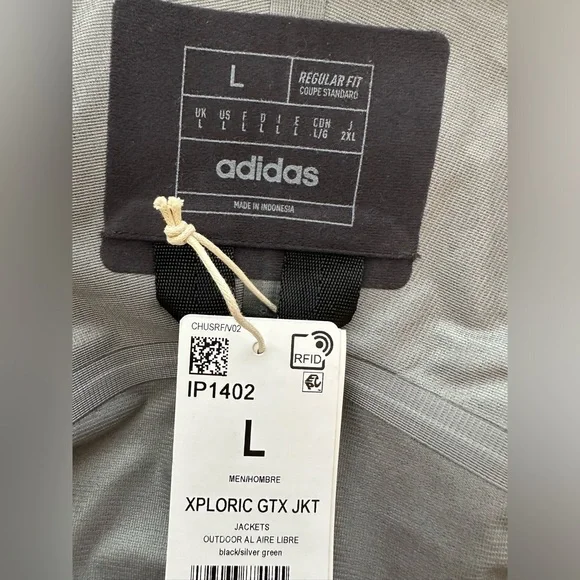 L
REGULAR FIT
COUPE STANDARD
UK US F D I E CDN J
L L L L L L L/G 2XL
adidas
MADE IN INDONESIA
CHUSRF/V02
RFID
IP1402
L
MEN/HOMBRE
XPLORIC GTX JKT
JACKETS
OUTDOOR AL AIRE LIBRE
black/silver green